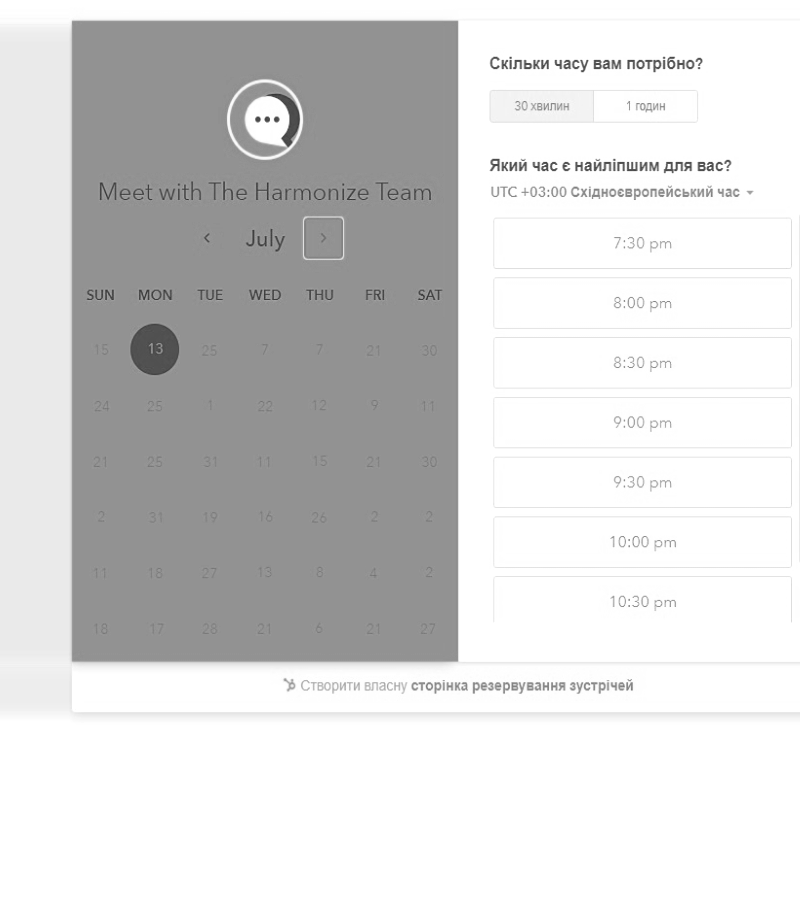 Meet with The Harmonize Team
July
SUN MON TUE WED THU FRI SAT
15 13 25 7 7 21 30
24 25 1 22 12 9 11
21 25 31 11 15 21 30
2 31 19 16 26 2 2
11 18 27 13 8 4 2
18 17 28 21 6 21 27
Скільки часу вам потрібно?
30 хвилин 1 годин
Який час є найліпшим для вас?
UTC +03:00 Східноєвропейський час
7:30 pm
8:00 pm
8:30 pm
9:00 pm
9:30 pm
10:00 pm
10:30 pm
Створити власну сторінка резервування зустрічей